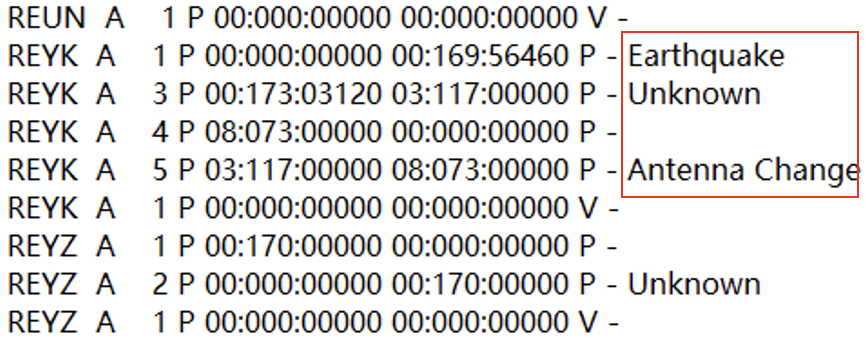 REUN  A    1 P 00:000:00000 00:000:00000 V -
REYK  A    1 P 00:000:00000 00:169:56460 P - Earthquake
REYK  A    3 P 00:173:03120 03:117:00000 P - Unknown
REYK  A    4 P 08:073:00000 00:000:00000 P -
REYK  A    5 P 03:117:00000 08:073:00000 P - Antenna Change
REYK  A    1 P 00:000:00000 00:000:00000 V -
REYZ  A    1 P 00:170:00000 00:000:00000 P -
REYZ  A    2 P 00:000:00000 00:170:00000 P - Unknown
REYZ  A    1 P 00:000:00000 00:000:00000 V -